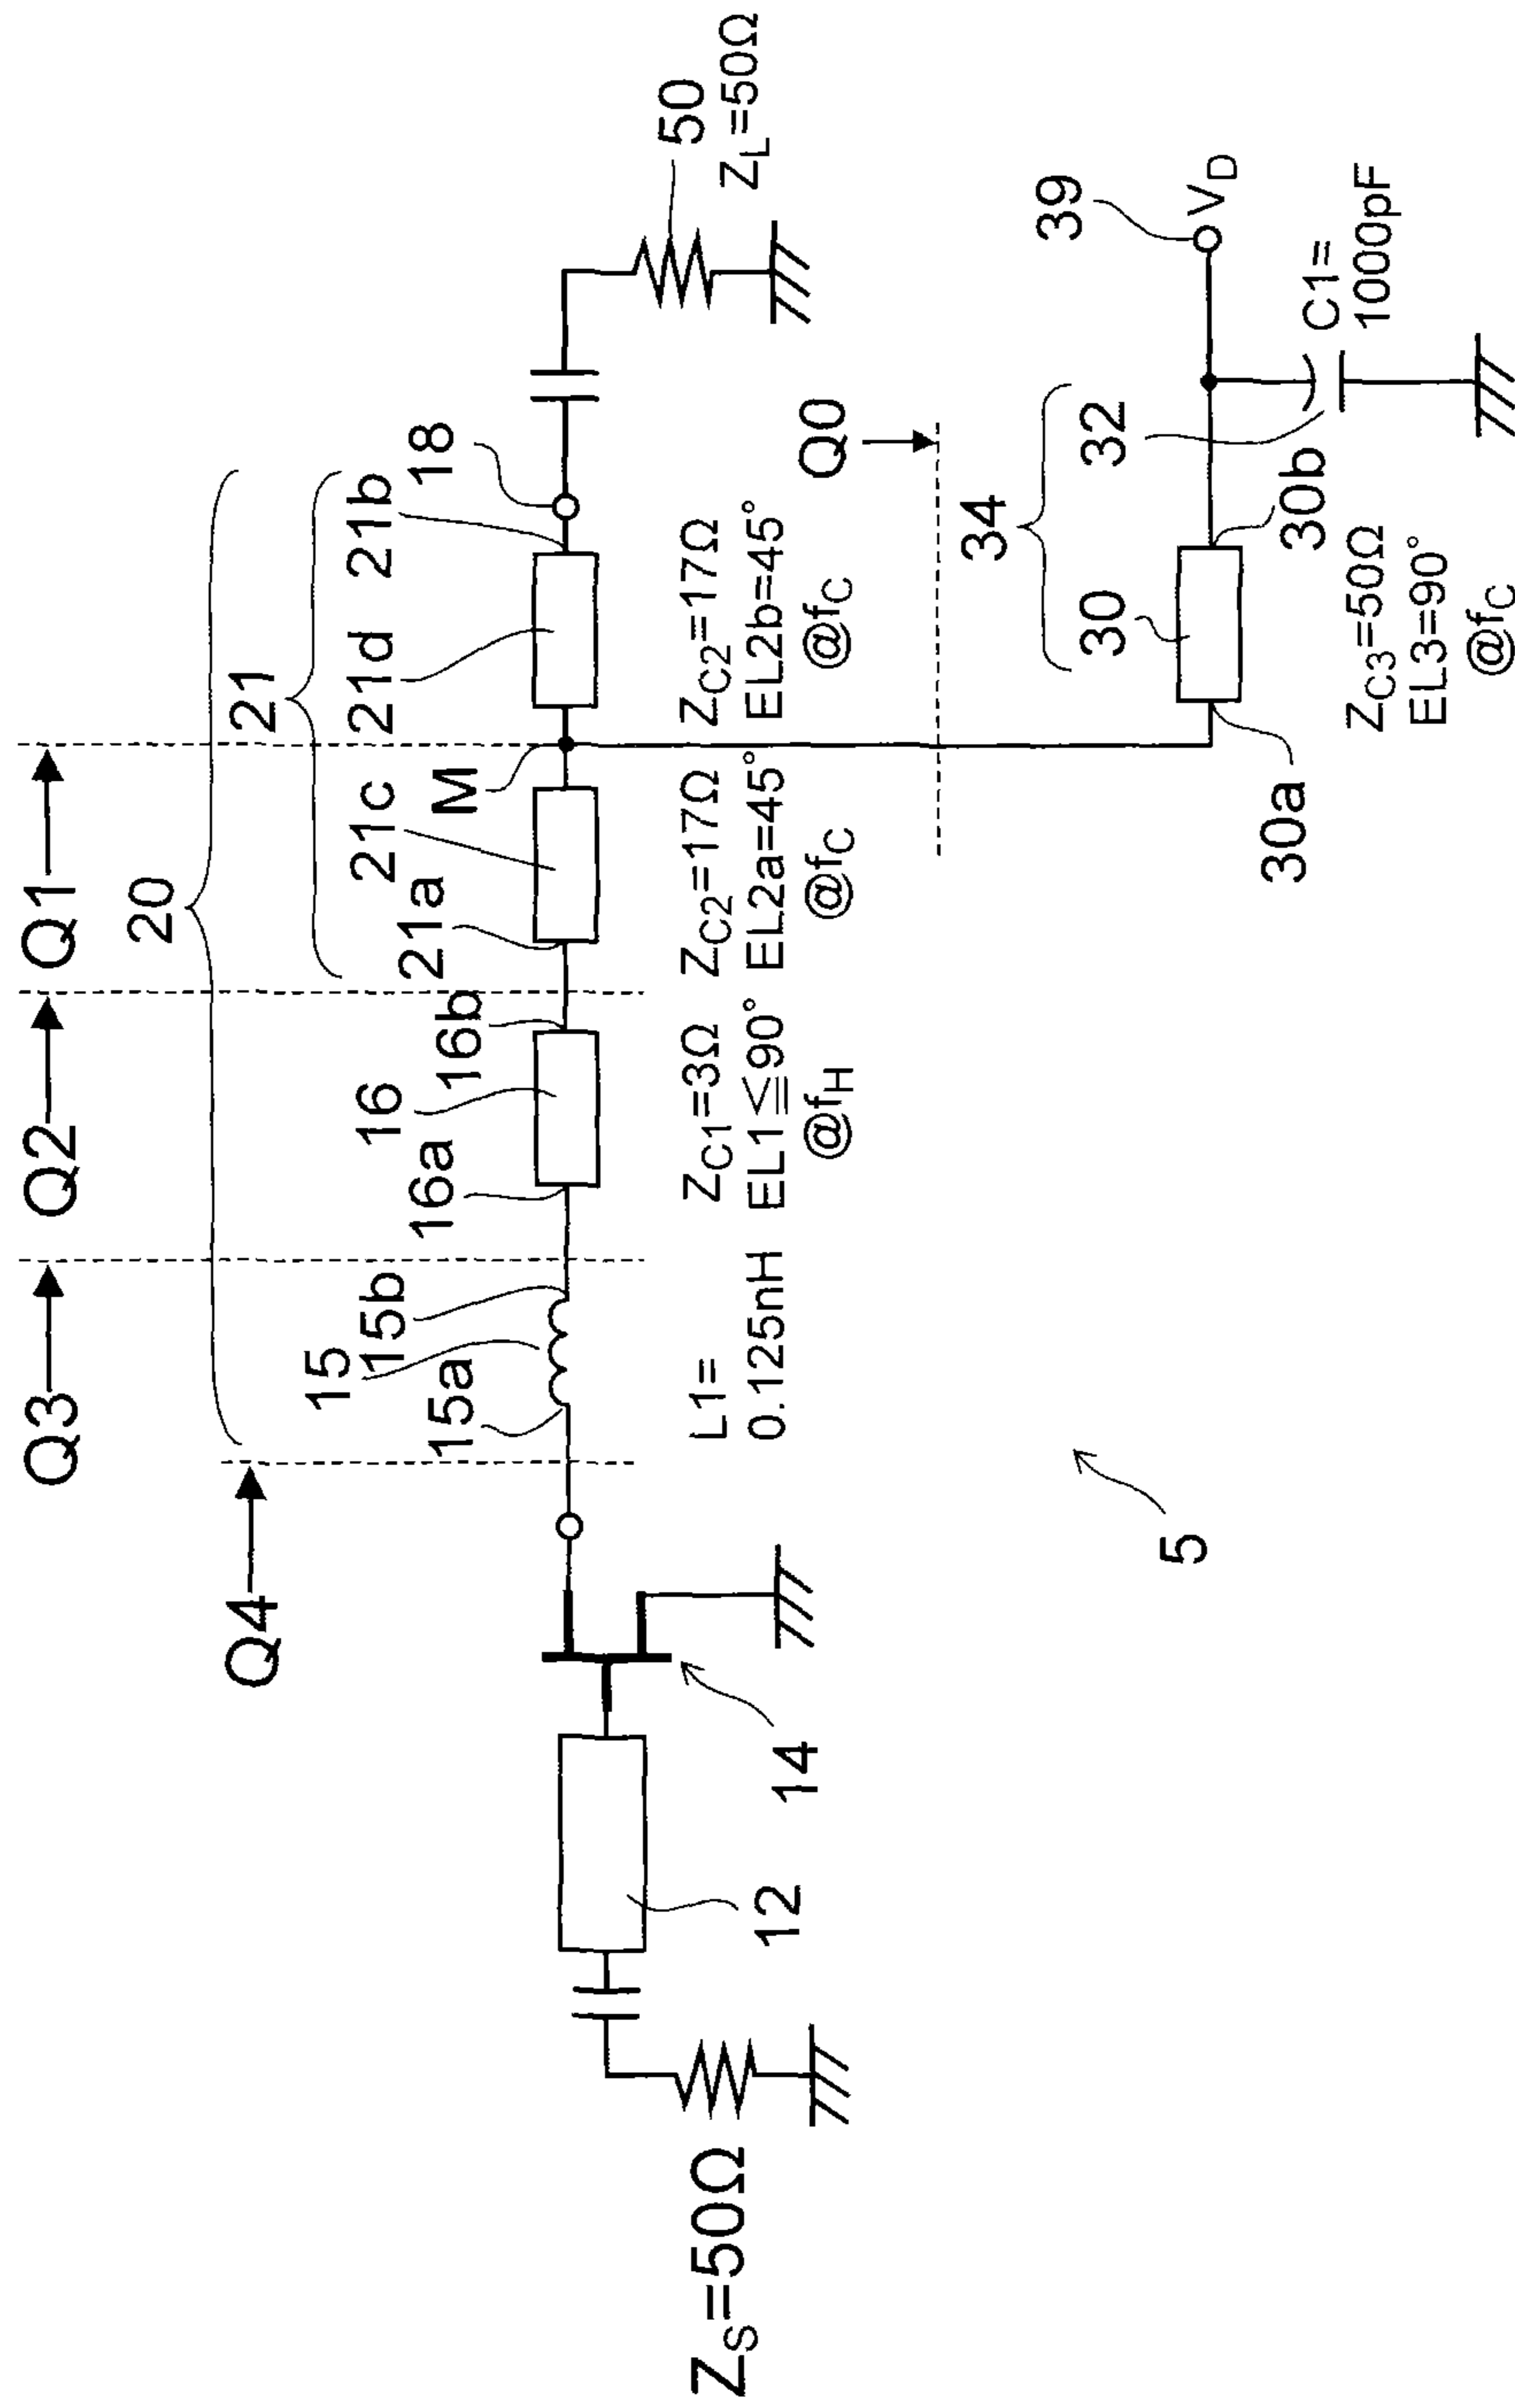 Q4
Q3
Q2
Q1
20
21
15
15a
15b
16a
16
16b
21a
21c
M
21d
21b
18
50
Z_L=50Ω
L1=
0.125nH
Z_C1=3Ω
EL1≦90°
@f_H
Z_C2=17Ω
EL2a=45°
@f_C
Z_C2=17Ω
EL2b=45°
@f_C
Q0
Z_S=50Ω
12
14
5
34
30
32
39
V_D
30a
30b
C1=
1000pF
Z_C3=50Ω
EL3=90°
@f_C